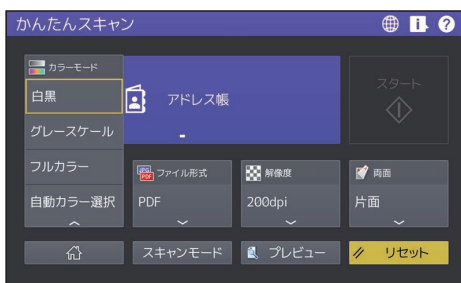 かんたんスキャン
カラーモード
白黒
グレースケール
フルカラー
自動カラー選択
アドレス帳
-
スタート
JPG
PDF
ファイル形式
PDF
解像度
200dpi
両面
片面
スキャンモード
プレビュー
リセット